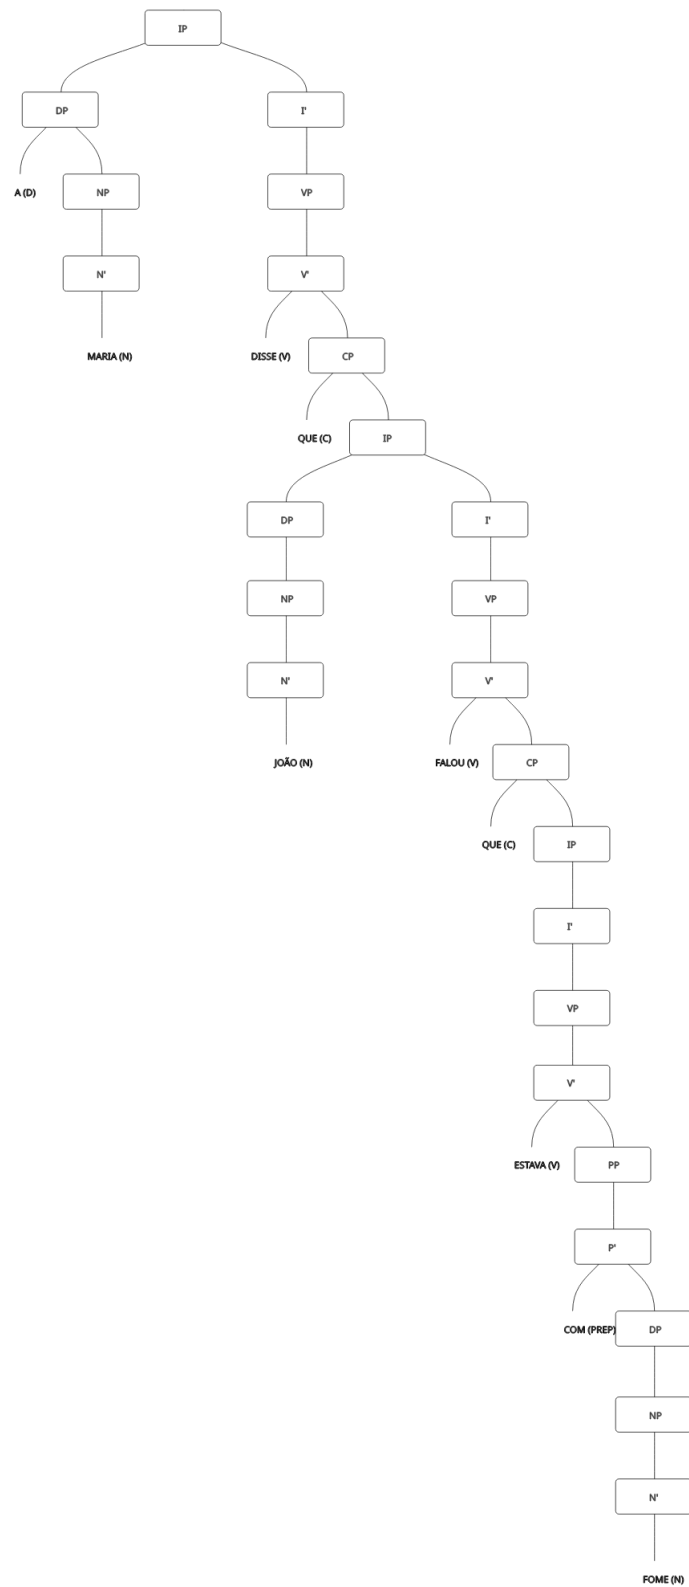 IP
DP I'
A (D) NP VP
N' V'
MARIA (N) DISSE (V) CP
QUE (C) IP
DP I'
NP VP
N' V'
JOÃO (N) FALOU (V) CP
QUE (C) IP
I'
VP
V'
ESTAVA (V) PP
P'
COM (PREP) DP
NP
N'
FOME (N)